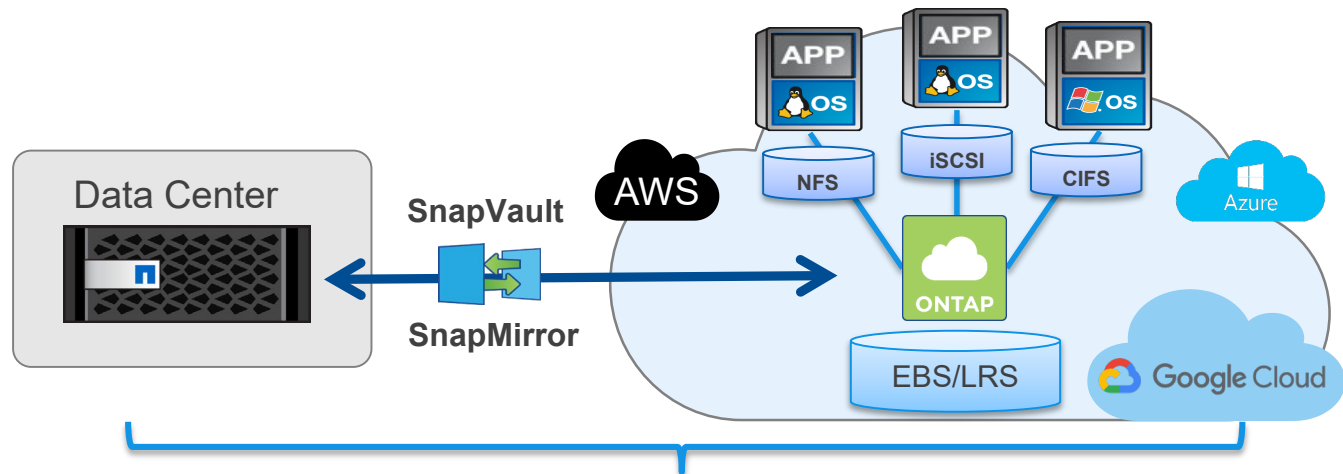 Data Center
SnapVault
SnapMirror
AWS
APP
OS
APP
OS
APP
OS
NFS
iSCSI
CIFS
Azure
ONTAP
EBS/LRS
Google Cloud